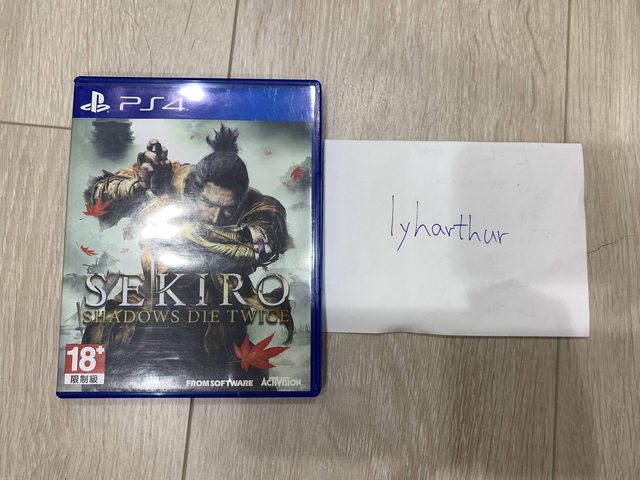 PS4
lyharthur
SEKIRO
SHADOWS DIE TWICE
18+
限制級
FROMSOFTWARE ACTIVISION